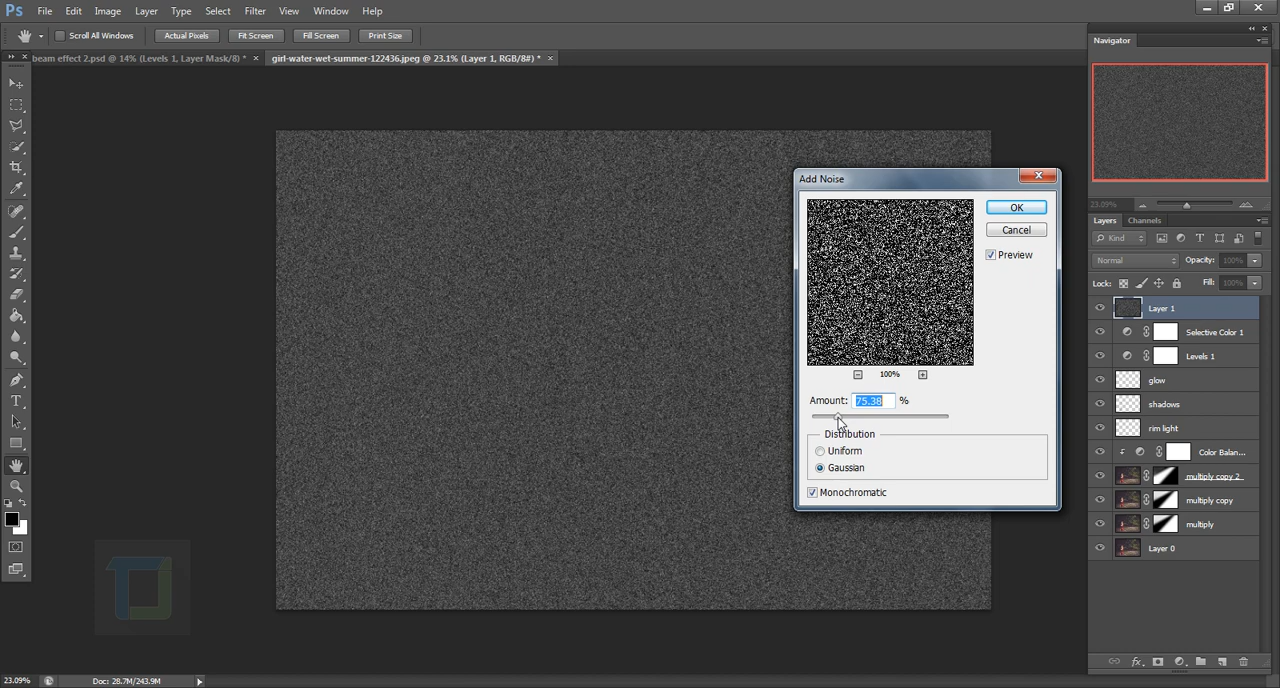 Ps File Edit Image Layer Type Select Filter View Window Help
Scroll All Windows Actual Pixels Fit Screen Fill Screen Print Size
beam effect 2.psd @ 14% (Levels 1, Layer Mask/8) *
girl-water-wet-summer-122436.jpeg @ 23.1% (Layer 1, RGB/8#) *
Navigator
23.09%
Add Noise
OK
Cancel
Preview
100%
Amount: 75.38 %
Distribution
Uniform
Gaussian
Monochromatic
Layers Channels
Kind
Normal Opacity: 100%
Lock: Fill: 100%
Layer 1
Selective Color 1
Levels 1
glow
shadows
rim light
Color Balan...
multiply copy 2
multiply copy
multiply
Layer 0
fx
23.09% Doc: 28.7M/243.9M